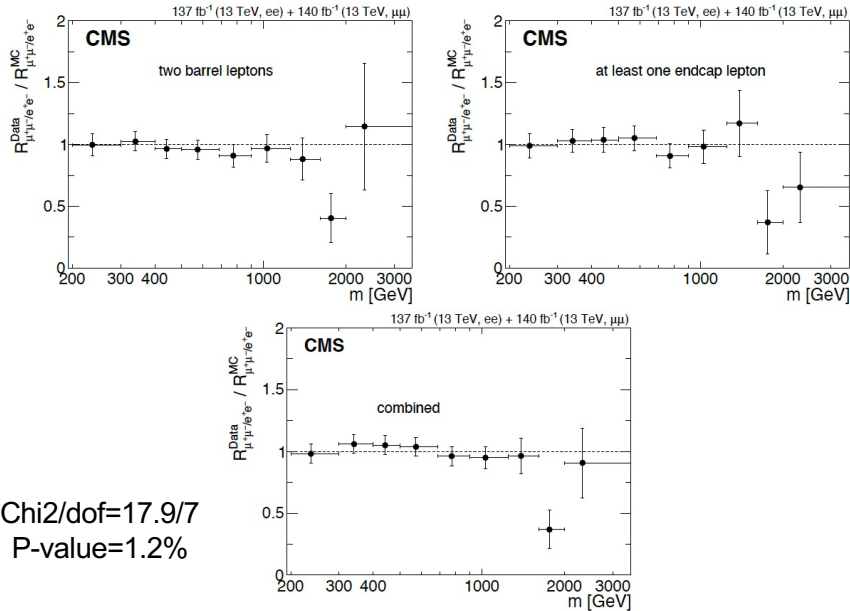 137 fb⁻¹ (13 TeV, ee) + 140 fb⁻¹ (13 TeV, μμ)
CMS
two barrel leptons
R^Data_μ⁺μ⁻/e⁺e⁻ / R^MC_μ⁺μ⁻/e⁺e⁻
2
1.5
1
0.5
0
200 300 400 1000 2000 3000
m [GeV]
137 fb⁻¹ (13 TeV, ee) + 140 fb⁻¹ (13 TeV, μμ)
CMS
at least one endcap lepton
R^Data_μ⁺μ⁻/e⁺e⁻ / R^MC_μ⁺μ⁻/e⁺e⁻
2
1.5
1
0.5
0
200 300 400 1000 2000 3000
m [GeV]
137 fb⁻¹ (13 TeV, ee) + 140 fb⁻¹ (13 TeV, μμ)
CMS
combined
R^Data_μ⁺μ⁻/e⁺e⁻ / R^MC_μ⁺μ⁻/e⁺e⁻
2
1.5
1
0.5
0
200 300 400 1000 2000 3000
m [GeV]
Chi2/dof=17.9/7
P-value=1.2%